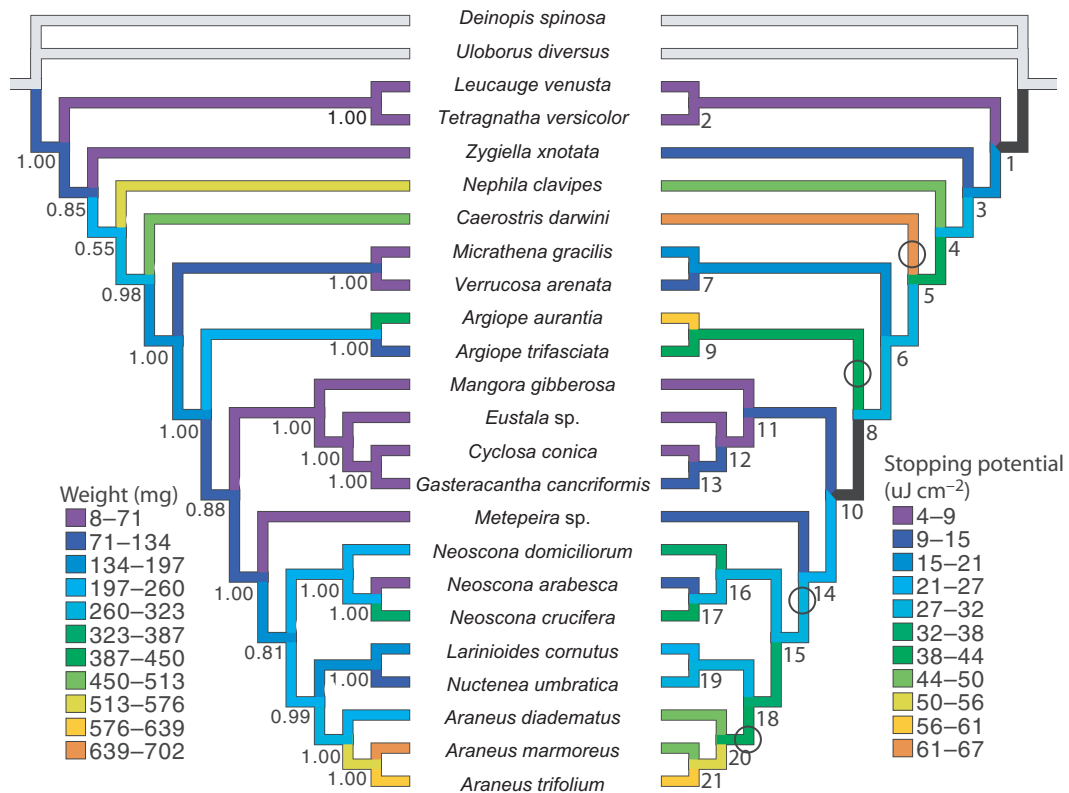 Deinopis spinosa
Uloborus diversus
Leucauge venusta
1.00 Tetragnatha versicolor 2
1.00 Zygiella xnotata 1
Nephila clavipes
0.85 3
Caerostris darwini
0.55 4
Micrathena gracilis
1.00 Verrucosa arenata 7
0.98 5
Argiope aurantia
1.00 Argiope trifasciata 9
1.00 6
Mangora gibberosa
1.00 Eustala sp. 11
1.00 8
Cyclosa conica
1.00 12
Gasteracantha cancriformis
1.00 13
0.88 10
Metepeira sp.
Neoscona domiciliorum
1.00 Neoscona arabesca 16
1.00 14
Neoscona crucifera
1.00 17
0.81 15
Larinioides cornutus
1.00 Nuctenea umbratica 19
0.99 18
Araneus diadematus
Araneus marmoreus
1.00 20
1.00 Araneus trifolium 21
Weight (mg)
8–71
71–134
134–197
197–260
260–323
323–387
387–450
450–513
513–576
576–639
639–702
Stopping potential
(uJ cm⁻²)
4–9
9–15
15–21
21–27
27–32
32–38
38–44
44–50
50–56
56–61
61–67